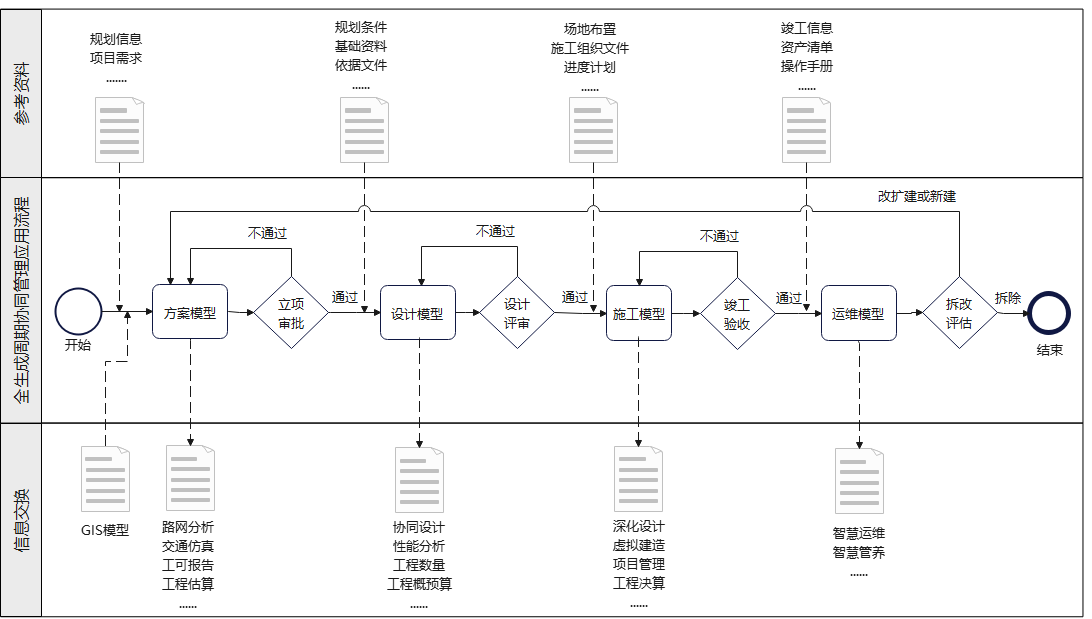 参考资料
规划信息
项目需求
.......
规划条件
基础资料
依据文件
......
场地布置
施工组织文件
进度计划
......
竣工信息
资产清单
操作手册
......
全生成周期协同管理应用流程
改扩建或新建
不通过
不通过
不通过
开始
方案模型
立项
审批
通过
设计模型
设计
评审
通过
施工模型
竣工
验收
通过
运维模型
拆改
评估
拆除
结束
信息交换
GIS模型
路网分析
交通仿真
工可报告
工程估算
......
协同设计
性能分析
工程数量
工程概预算
......
深化设计
虚拟建造
项目管理
工程决算
......
智慧运维
智慧管养
......